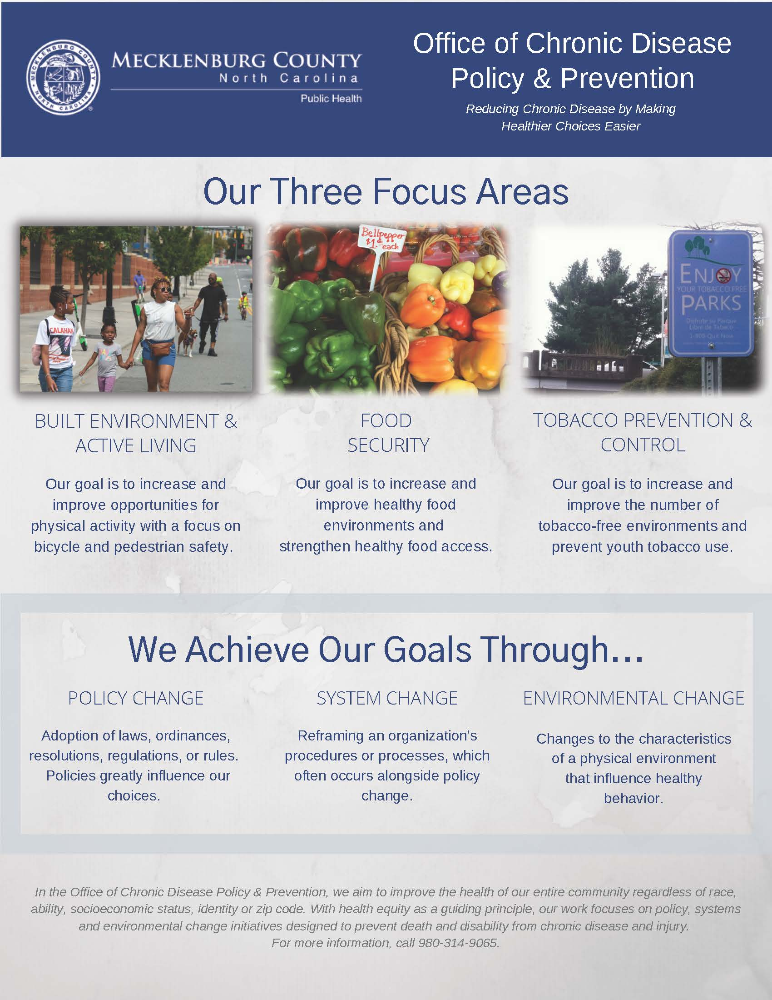 MECKLENBURG COUNTY
NORTH CAROLINA
®
MECKLENBURG COUNTY
North Carolina
Public Health
Office of Chronic Disease
Policy & Prevention
Reducing Chronic Disease by Making
Healthier Choices Easier
Our Three Focus Areas
CALAHAN
Bellpepper
$1.00 each
ENJOY
YOUR TOBACCO FREE
PARKS
Disfrute su Parque
Libre de Tabaco
1-800-Quit Now
BUILT ENVIRONMENT &
ACTIVE LIVING
Our goal is to increase and
improve opportunities for
physical activity with a focus on
bicycle and pedestrian safety.
FOOD
SECURITY
Our goal is to increase and
improve healthy food
environments and
strengthen healthy food access.
TOBACCO PREVENTION &
CONTROL
Our goal is to increase and
improve the number of
tobacco-free environments and
prevent youth tobacco use.
We Achieve Our Goals Through...
POLICY CHANGE
Adoption of laws, ordinances,
resolutions, regulations, or rules.
Policies greatly influence our
choices.
SYSTEM CHANGE
Reframing an organization's
procedures or processes, which
often occurs alongside policy
change.
ENVIRONMENTAL CHANGE
Changes to the characteristics
of a physical environment
that influence healthy
behavior.
In the Office of Chronic Disease Policy & Prevention, we aim to improve the health of our entire community regardless of race,
ability, socioeconomic status, identity or zip code. With health equity as a guiding principle, our work focuses on policy, systems
and environmental change initiatives designed to prevent death and disability from chronic disease and injury.
For more information, call 980-314-9065.